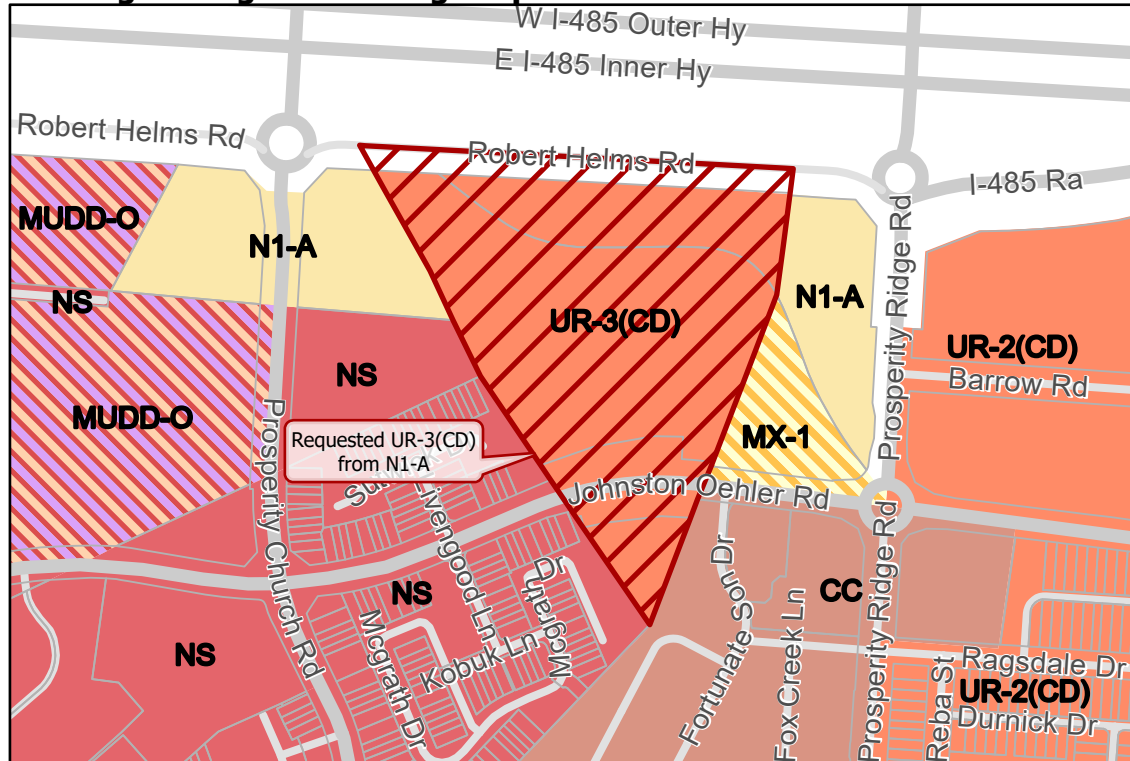 W I-485 Outer Hy
E I-485 Inner Hy
Robert Helms Rd
Robert Helms Rd
I-485 Ra
MUDD-O
N1-A
NS
N1-A
Prosperity Ridge Rd
UR-3(CD)
UR-2(CD)
NS
Barrow Rd
MUDD-O
MX-1
Requested UR-3(CD)
from N1-A
Prosperity Church Rd
Livengood Ln
Johnston Oehler Rd
Prosperity Ridge Rd
Fortunate Son Dr
Fox Creek Ln
CC
NS
Mcgrath Dr
Mcgrath Dr
Kobuk Ln
NS
Ragsdale Dr
UR-2(CD)
Reba St
Durnick Dr